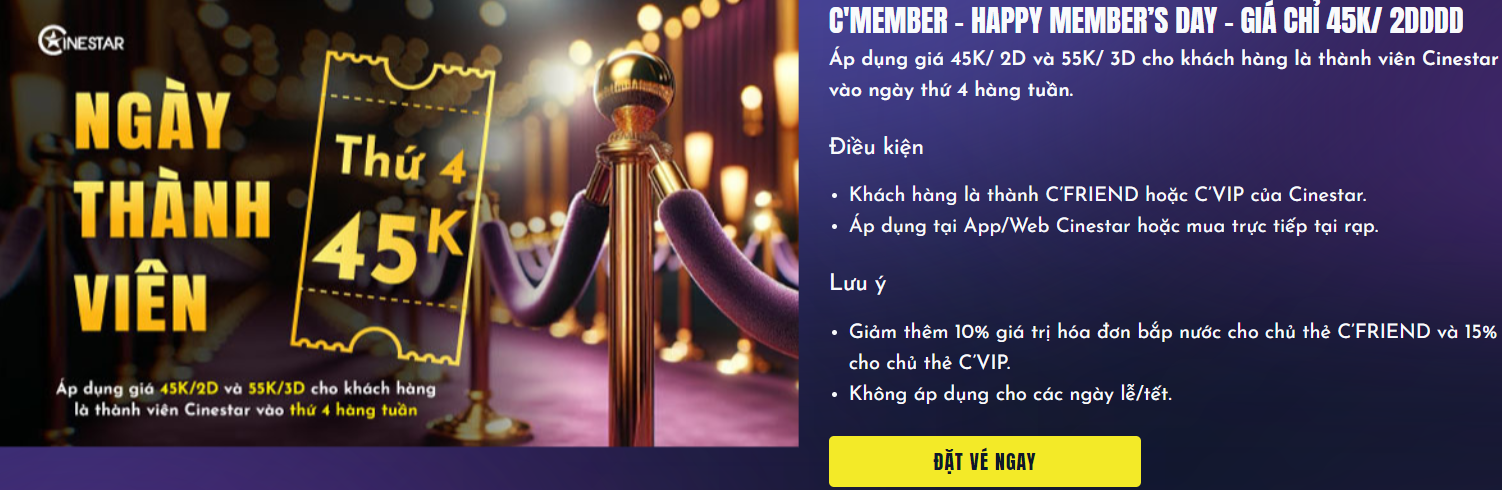 CINESTAR
NGÀY
THÀNH
VIÊN
Thứ 4
45K
Áp dụng giá 45K/2D và 55K/3D cho khách hàng
là thành viên Cinestar vào thứ 4 hàng tuần
C'MEMBER - HAPPY MEMBER'S DAY - GIÁ CHỈ 45K/ 2DDDD
Áp dụng giá 45K/ 2D và 55K/ 3D cho khách hàng là thành viên Cinestar
vào ngày thứ 4 hàng tuần.
Điều kiện
• Khách hàng là thành C'FRIEND hoặc C'VIP của Cinestar.
• Áp dụng tại App/Web Cinestar hoặc mua trực tiếp tại rạp.
Lưu ý
• Giảm thêm 10% giá trị hóa đơn bắp nước cho chủ thẻ C'FRIEND và 15%
cho chủ thẻ C'VIP.
• Không áp dụng cho các ngày lễ/tết.
ĐẶT VÉ NGAY